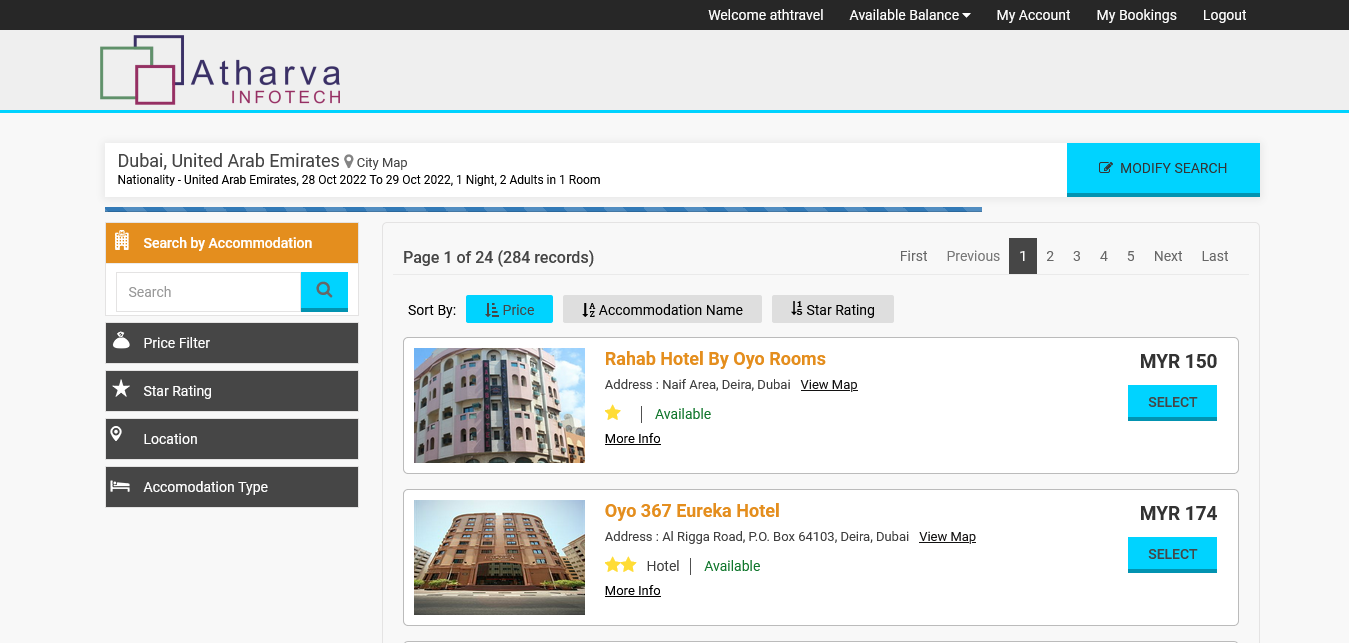 Welcome athtravel Available Balance My Account My Bookings Logout
Atharva
INFOTECH
Dubai, United Arab Emirates City Map
Nationality - United Arab Emirates, 28 Oct 2022 To 29 Oct 2022, 1 Night, 2 Adults in 1 Room
MODIFY SEARCH
Search by Accommodation
Search
Price Filter
Star Rating
Location
Accomodation Type
Page 1 of 24 (284 records)
First Previous 1 2 3 4 5 Next Last
Sort By: Price Accommodation Name Star Rating
Rahab Hotel By Oyo Rooms
MYR 150
Address : Naif Area, Deira, Dubai View Map
SELECT
Available
More Info
Oyo 367 Eureka Hotel
MYR 174
Address : Al Rigga Road, P.O. Box 64103, Deira, Dubai View Map
SELECT
Hotel | Available
More Info